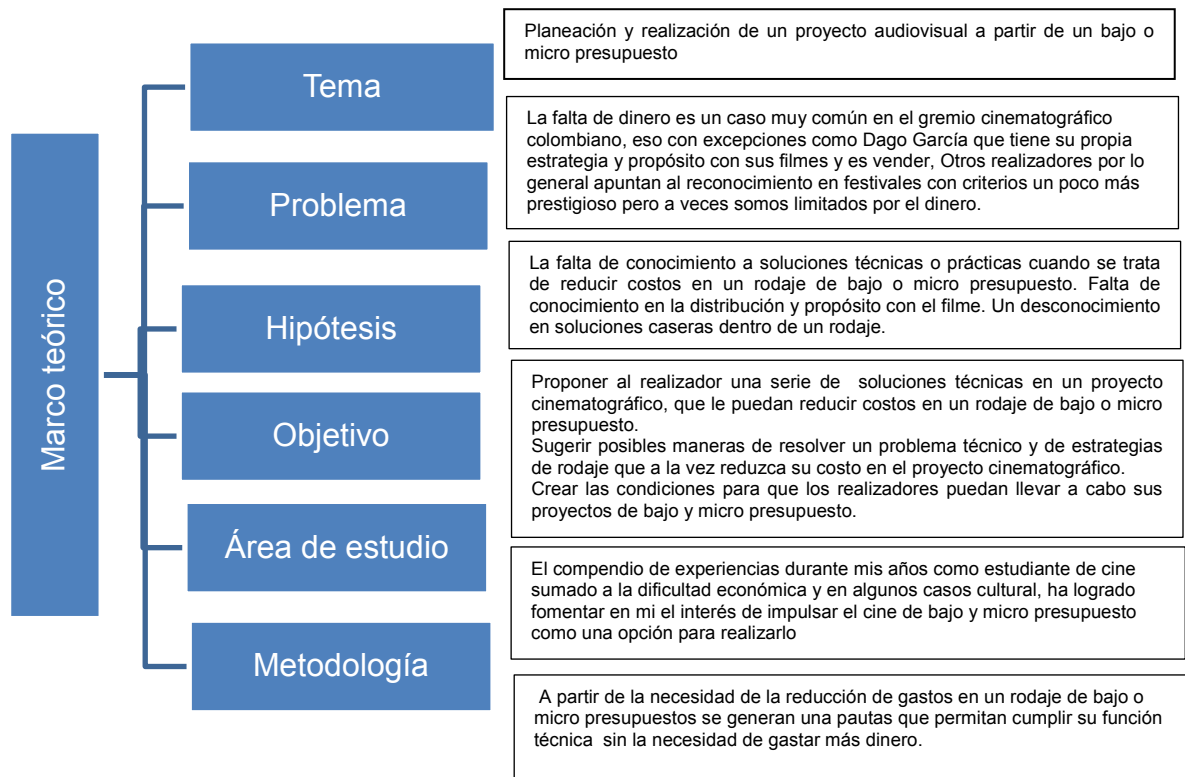 Marco teórico
Tema
Planeación y realización de un proyecto audiovisual a partir de un bajo o
micro presupuesto
Problema
La falta de dinero es un caso muy común en el gremio cinematográfico
colombiano, eso con excepciones como Dago García que tiene su propia
estrategia y propósito con sus filmes y es vender, Otros realizadores por lo
general apuntan al reconocimiento en festivales con criterios un poco más
prestigioso pero a veces somos limitados por el dinero.
Hipótesis
La falta de conocimiento a soluciones técnicas o prácticas cuando se trata
de reducir costos en un rodaje de bajo o micro presupuesto. Falta de
conocimiento en la distribución y propósito con el filme. Un desconocimiento
en soluciones caseras dentro de un rodaje.
Objetivo
Proponer al realizador una serie de soluciones técnicas en un proyecto
cinematográfico, que le puedan reducir costos en un rodaje de bajo o micro
presupuesto.
Sugerir posibles maneras de resolver un problema técnico y de estrategias
de rodaje que a la vez reduzca su costo en el proyecto cinematográfico.
Crear las condiciones para que los realizadores puedan llevar a cabo sus
proyectos de bajo y micro presupuesto.
Área de estudio
El compendio de experiencias durante mis años como estudiante de cine
sumado a la dificultad económica y en algunos casos cultural, ha logrado
fomentar en mi el interés de impulsar el cine de bajo y micro presupuesto
como una opción para realizarlo
Metodología
A partir de la necesidad de la reducción de gastos en un rodaje de bajo o
micro presupuestos se generan una pautas que permitan cumplir su función
técnica sin la necesidad de gastar más dinero.